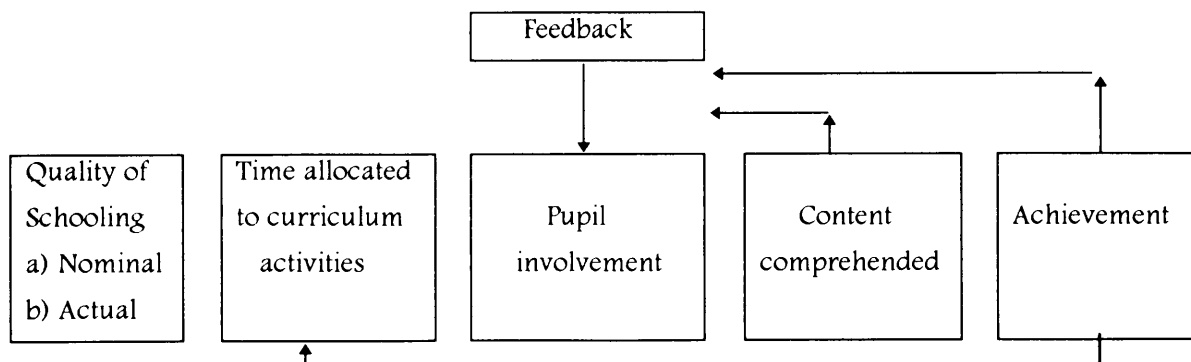 Feedback
Quality of
Schooling
a) Nominal
b) Actual
Time allocated
to curriculum
activities
Pupil
involvement
Content
comprehended
Achievement